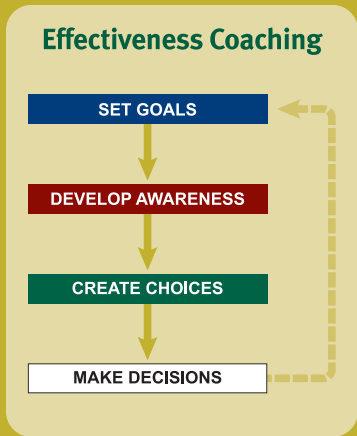 Effectiveness Coaching
SET GOALS
DEVELOP AWARENESS
CREATE CHOICES
MAKE DECISIONS